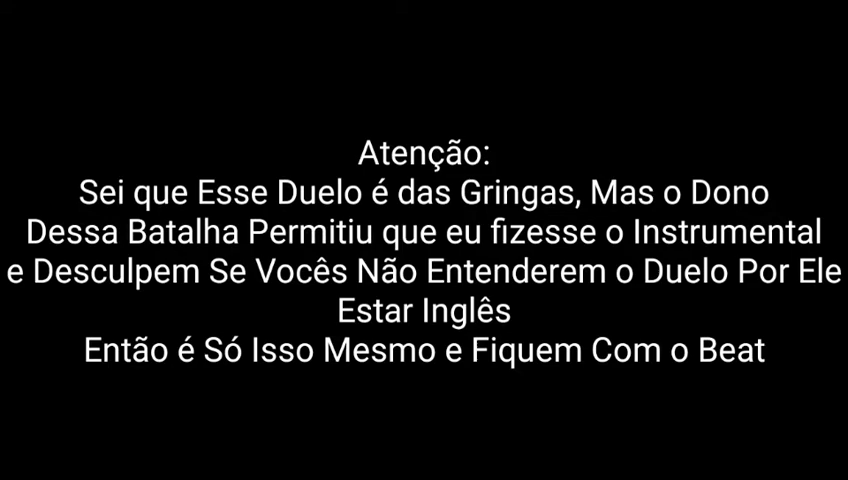 Atenção:
Sei que Esse Duelo é das Gringas, Mas o Dono
Dessa Batalha Permitiu que eu fizesse o Instrumental
e Desculpem Se Vocês Não Entenderem o Duelo Por Ele
Estar Inglês
Então é Só Isso Mesmo e Fiquem Com o Beat